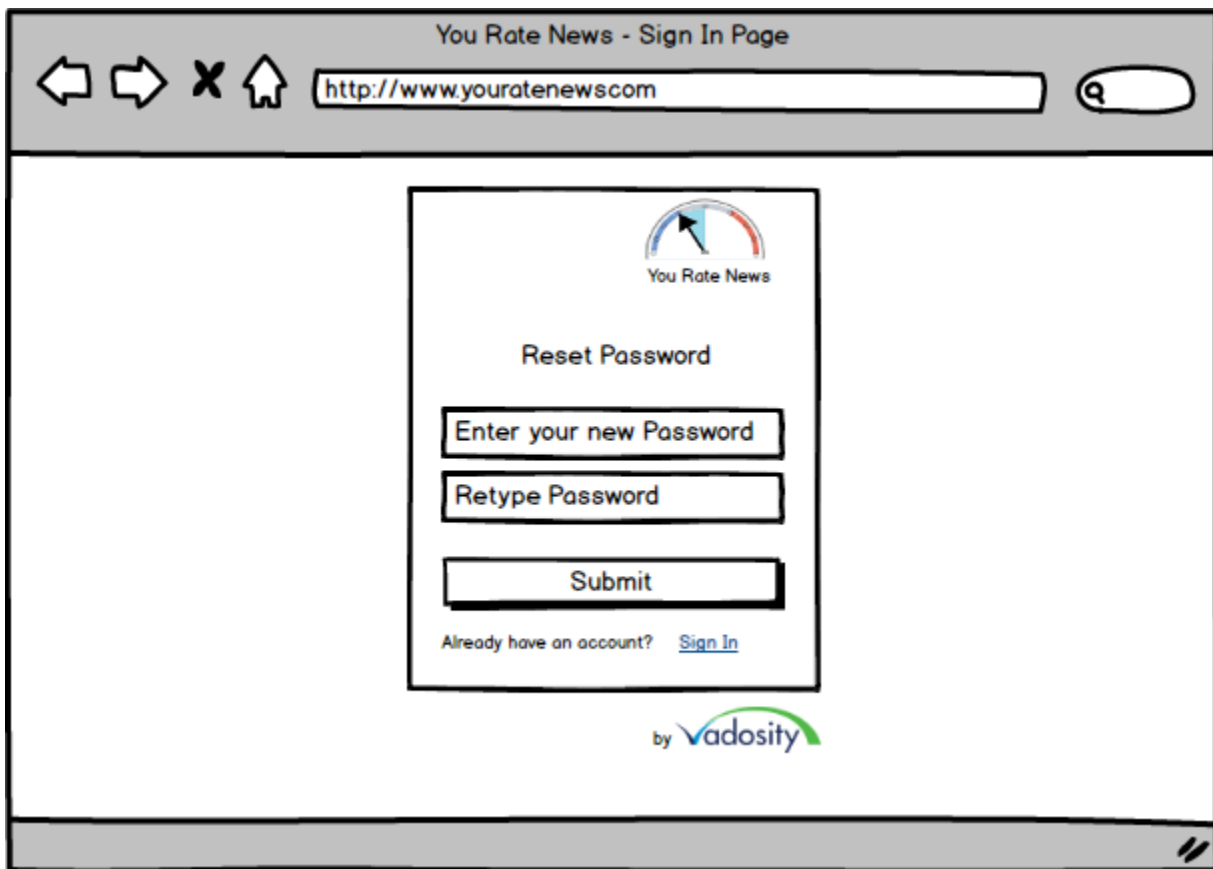 You Rate News - Sign In Page
http://www.youratenewscom
You Rate News
Reset Password
Enter your new Password
Retype Password
Submit
Already have an account? Sign In
by Vadosity